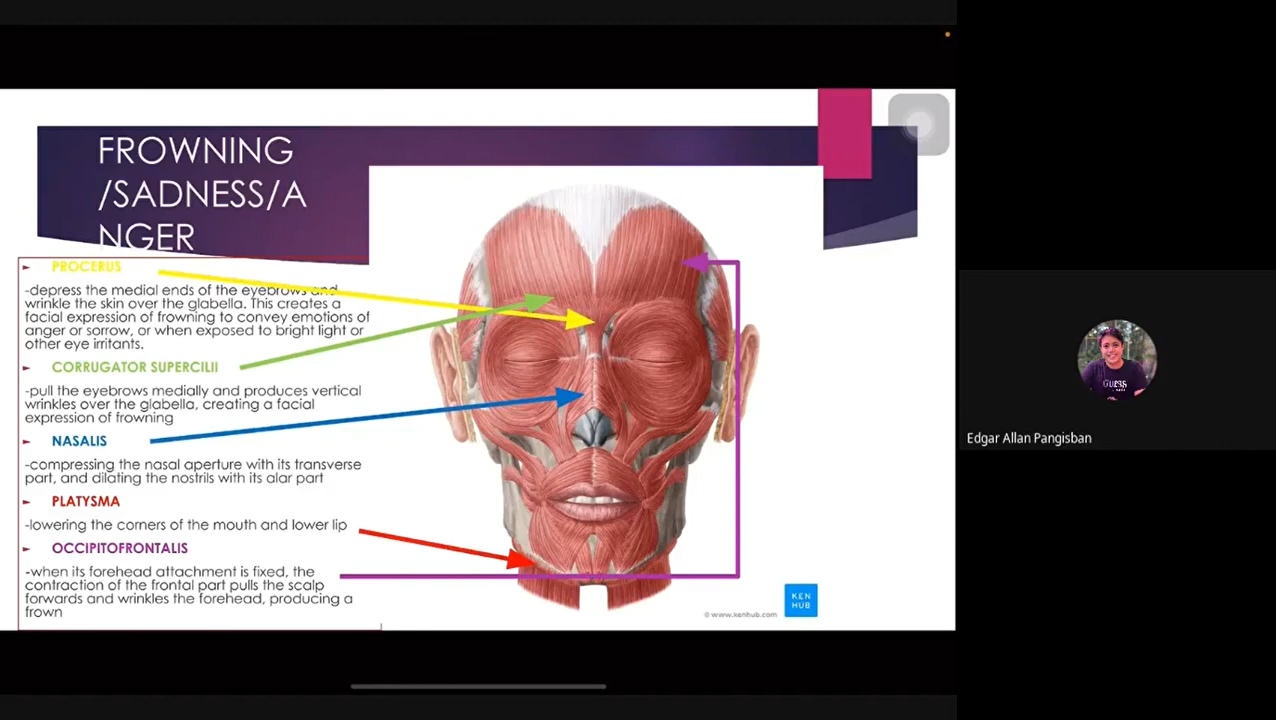 FROWNING
/SADNESS/A
NGER
PROCERUS
-depress the medial ends of the eyebrows and
wrinkle the skin over the glabella. This creates a
facial expression of frowning to convey emotions of
anger or sorrow, or when exposed to bright light or
other eye irritants.
CORRUGATOR SUPERCILII
-pull the eyebrows medially and produces vertical
wrinkles over the glabella, creating a facial
expression of frowning
NASALIS
-compressing the nasal aperture with its transverse
part, and dilating the nostrils with its alar part
PLATYSMA
-lowering the corners of the mouth and lower lip
OCCIPITOFRONTALIS
-when its forehead attachment is fixed, the
contraction of the frontal part pulls the scalp
forwards and wrinkles the forehead, producing a
frown
© www.kenhub.com
KEN
HUB
GUESS
Edgar Allan Pangisban